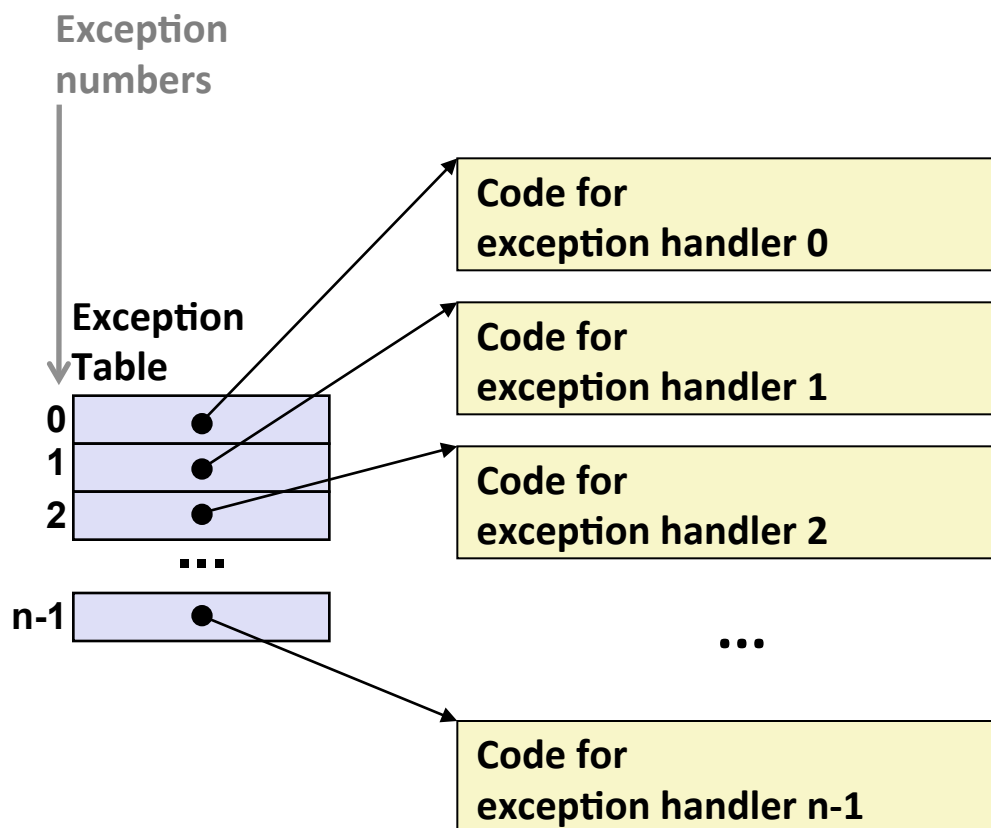 Exception
numbers
Code for
exception handler 0
Exception
Table
Code for
exception handler 1
0
1
2
...
n-1
Code for
exception handler 2
...
Code for
exception handler n-1